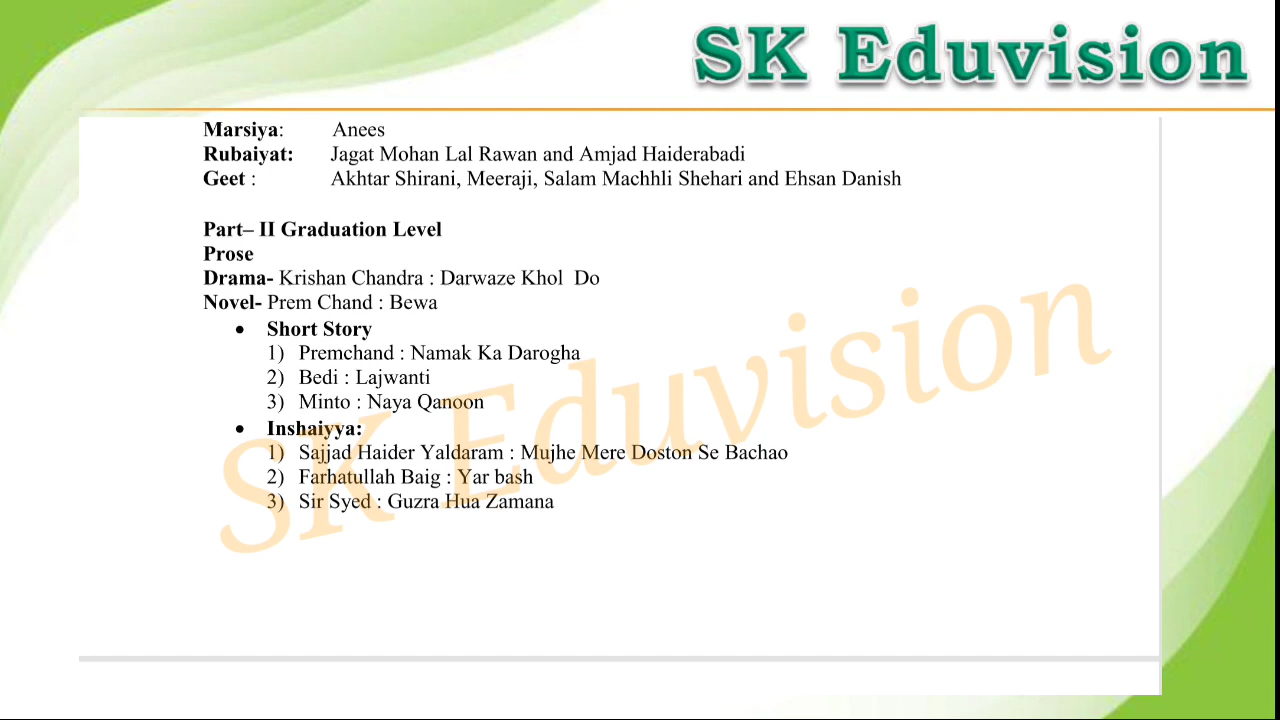 SK Eduvision
Marsiya: Anees
Rubaiyat: Jagat Mohan Lal Rawan and Amjad Haiderabadi
Geet : Akhtar Shirani, Meeraji, Salam Machhli Shehari and Ehsan Danish
Part– II Graduation Level
Prose
Drama- Krishan Chandra : Darwaze Khol Do
Novel- Prem Chand : Bewa
• Short Story
1) Premchand : Namak Ka Darogha
2) Bedi : Lajwanti
3) Minto : Naya Qanoon
• Inshaiyya:
1) Sajjad Haider Yaldaram : Mujhe Mere Doston Se Bachao
2) Farhatullah Baig : Yar bash
3) Sir Syed : Guzra Hua Zamana
SK Eduvision